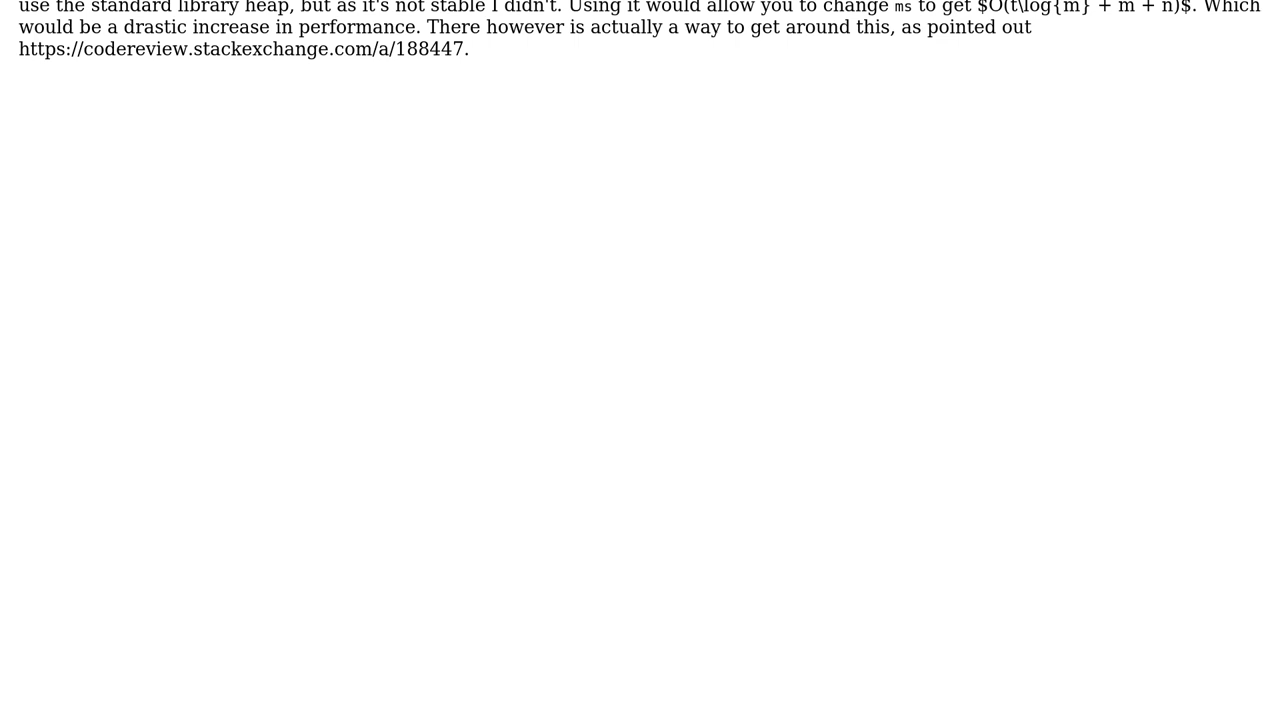 use the standard library heap, but as it's not stable I didn't. Using it would allow you to change ms to get $O(t\log{m} + m + n)$. Which
would be a drastic increase in performance. There however is actually a way to get around this, as pointed out
https://codereview.stackexchange.com/a/188447.